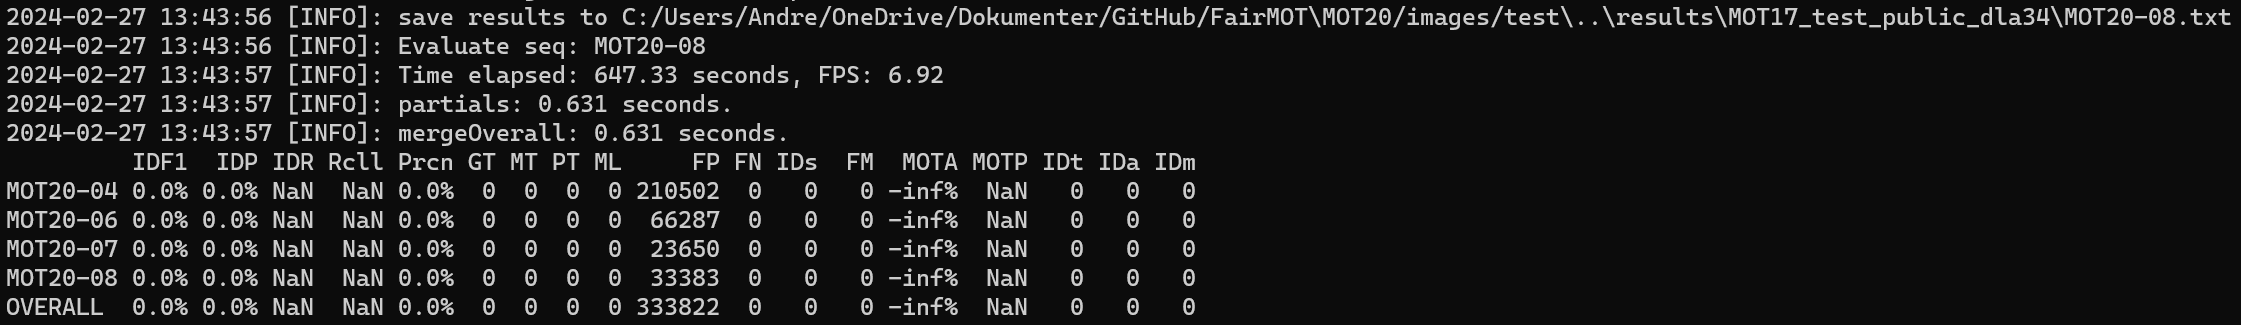 2024-02-27 13:43:56 [INFO]: save results to C:/Users/Andre/OneDrive/Dokumenter/GitHub/FairMOT\MOT20/images/test\..\results\MOT17_test_public_dla34\MOT20-08.txt
2024-02-27 13:43:56 [INFO]: Evaluate seq: MOT20-08
2024-02-27 13:43:57 [INFO]: Time elapsed: 647.33 seconds, FPS: 6.92
2024-02-27 13:43:57 [INFO]: partials: 0.631 seconds.
2024-02-27 13:43:57 [INFO]: mergeOverall: 0.631 seconds.
         IDF1  IDP IDR Rcll Prcn GT MT PT ML     FP FN IDs  FM  MOTA MOTP IDt IDa IDm
MOT20-04 0.0% 0.0% NaN  NaN 0.0%  0  0  0  0 210502  0   0   0 -inf%  NaN   0   0   0
MOT20-06 0.0% 0.0% NaN  NaN 0.0%  0  0  0  0  66287  0   0   0 -inf%  NaN   0   0   0
MOT20-07 0.0% 0.0% NaN  NaN 0.0%  0  0  0  0  23650  0   0   0 -inf%  NaN   0   0   0
MOT20-08 0.0% 0.0% NaN  NaN 0.0%  0  0  0  0  33383  0   0   0 -inf%  NaN   0   0   0
OVERALL  0.0% 0.0% NaN  NaN 0.0%  0  0  0  0 333822  0   0   0 -inf%  NaN   0   0   0